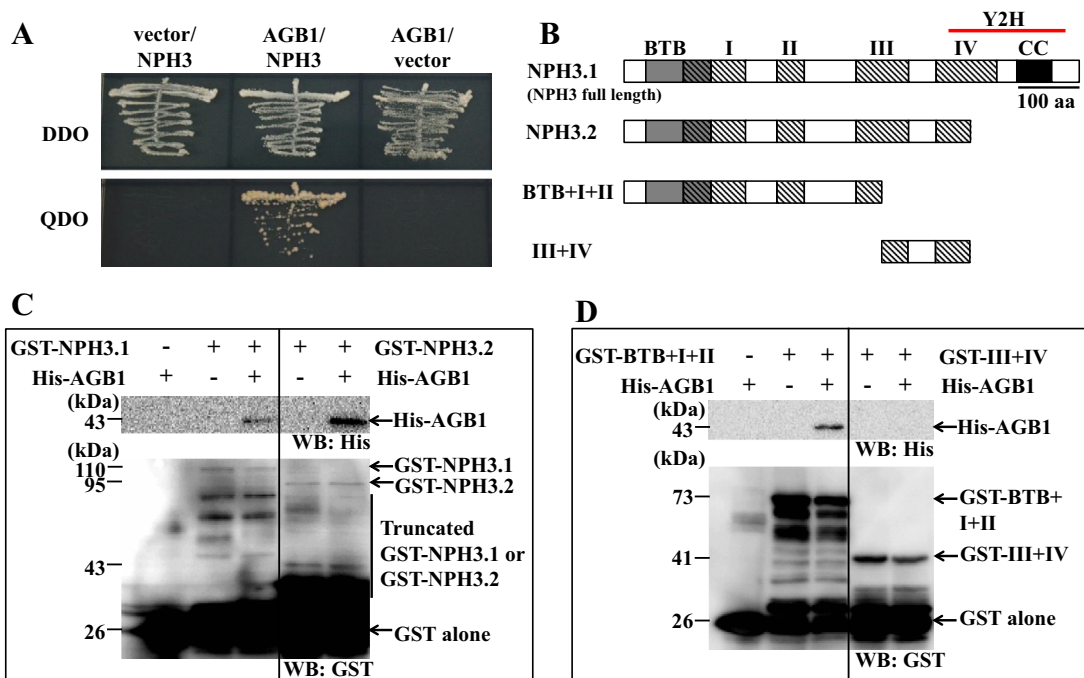 A
vector/ NPH3
AGB1/ NPH3
AGB1/ vector
DDO
QDO
B
Y2H
BTB I II III IV CC
NPH3.1
(NPH3 full length)
100 aa
NPH3.2
BTB+I+II
III+IV
C
GST-NPH3.1 - + + + + GST-NPH3.2
His-AGB1 + - + - + His-AGB1
(kDa)
43
His-AGB1
WB: His
(kDa)
110
GST-NPH3.1
95
GST-NPH3.2
Truncated
GST-NPH3.1 or
GST-NPH3.2
43
26
GST alone
WB: GST
D
GST-BTB+I+II - + + + + GST-III+IV
His-AGB1 + - + - + His-AGB1
(kDa)
43
His-AGB1
WB: His
(kDa)
73
GST-BTB+
I+II
41
GST-III+IV
26
GST alone
WB: GST